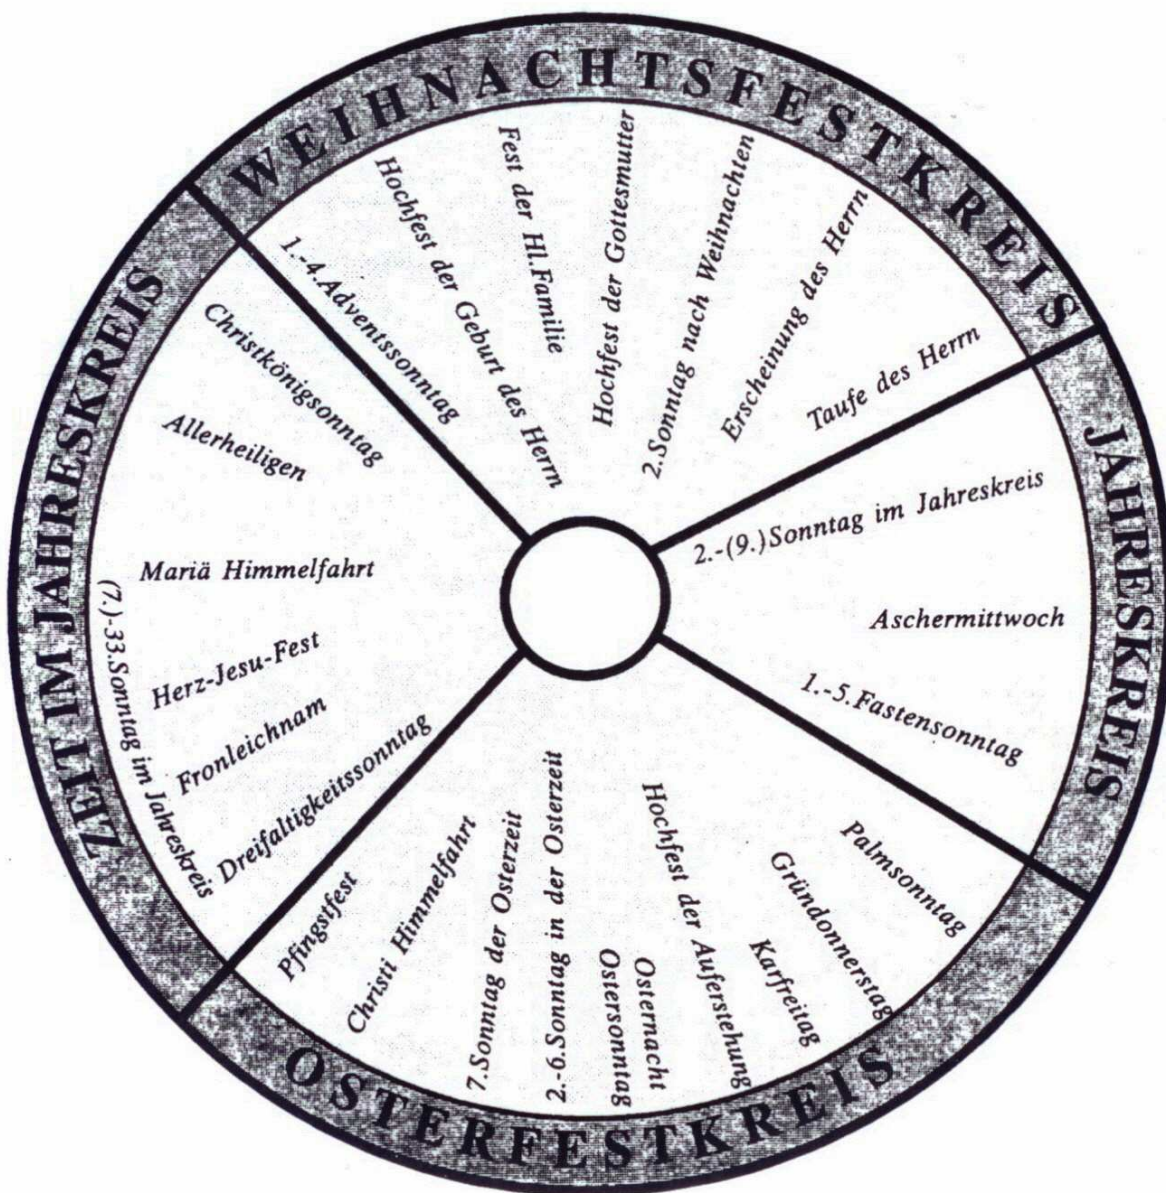 WEIHNACHTSFESTKREIS
1.-4.Adventssonntag
Hochfest der Geburt des Herrn
Fest der Hl.Familie
Hochfest der Gottesmutter
2.Sonntag nach Weihnachten
Erscheinung des Herrn
Taufe des Herrn
JAHRESKREIS
2.-(9.)Sonntag im Jahreskreis
Aschermittwoch
1.-5.Fastensonntag
OSTERFESTKREIS
Palmsonntag
Gründonnerstag
Karfreitag
Hochfest der Auferstehung
Osternacht
Ostersonntag
2.-6.Sonntag in der Osterzeit
7.Sonntag der Osterzeit
Christi Himmelfahrt
Pfingstfest
ZEIT IM JAHRESKREIS
Dreifaltigkeitssonntag
Fronleichnam
Herz-Jesu-Fest
(7.)-33.Sonntag im Jahreskreis
Mariä Himmelfahrt
Allerheiligen
Christkönigsonntag